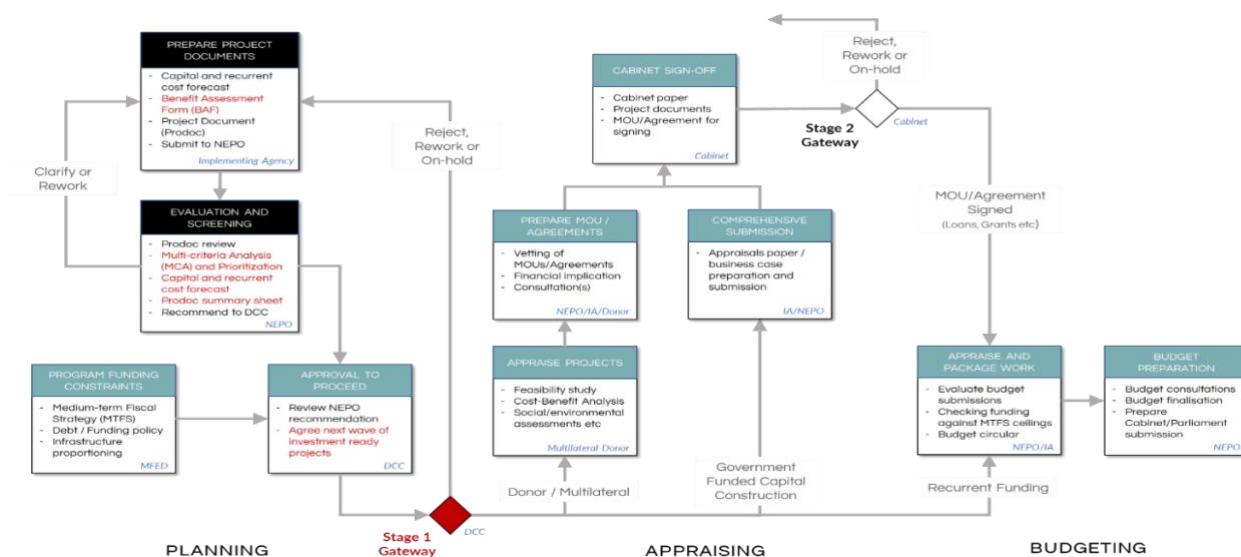 PREPARE PROJECT
DOCUMENTS
- Capital and recurrent
cost forecast
- Benefit Assessment
Form (BAF)
- Project Document
(Prodoc)
- Submit to NEPO
Implementing Agency
Clarify or
Rework
EVALUATION AND
SCREENING
- Prodoc review
- Multi-criteria Analysis
(MCA) and Prioritization
- Capital and recurrent
cost forecast
- Prodoc summary sheet
- Recommend to DCC
NEPO
PROGRAM FUNDING
CONSTRAINTS
- Medium-term Fiscal
Strategy (MTFS)
- Debt / Funding policy
- Infrastructure
proportioning
MFED
APPROVAL TO
PROCEED
- Review NEPO
recommendation
- Agree next wave of
investment ready
projects
DCC
Reject,
Rework or
On-hold
Stage 1
Gateway
DCC
PLANNING
CABINET SIGN-OFF
- Cabinet paper
- Project documents
- MOU/Agreement for
signing
Cabinet
PREPARE MOU /
AGREEMENTS
- Vetting of
MOUs/Agreements
- Financial implication
- Consultation(s)
NEPO/IA/Donor
COMPREHENSIVE
SUBMISSION
- Appraisals paper /
business case
preparation and
submission
IA/NEPO
APPRAISE PROJECTS
- Feasibility study
- Cost-Benefit Analysis
- Social/environmental
assessments etc
Multilateral Donor
Donor / Multilateral
Government
Funded Capital
Construction
APPRAISING
Reject,
Rework or
On-hold
Stage 2
Gateway
Cabinet
MOU/Agreement
Signed
(Loans, Grants etc)
APPRAISE AND
PACKAGE WORK
- Evaluate budget
submissions
- Checking funding
against MTFS ceilings
- Budget circular
NEPO/IA
BUDGET
PREPARATION
- Budget consultations
- Budget finalisation
- Prepare
Cabinet/Parliament
submission
NEPO
Recurrent Funding
BUDGETING